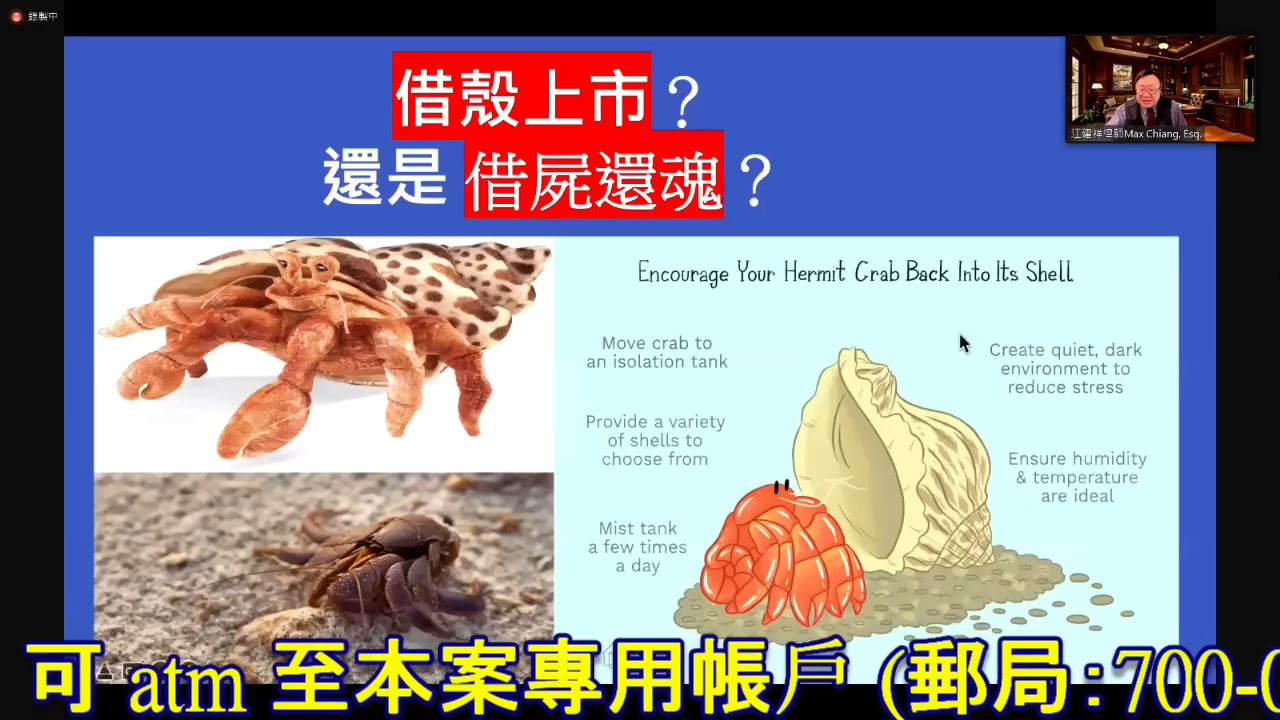 錄製中
借殼上市？
還是借屍還魂？
江建祥律師Max Chiang, Esq.
Encourage Your Hermit Crab Back Into Its Shell
Move crab to
an isolation tank
Provide a variety
of shells to
choose from
Mist tank
a few times
a day
Create quiet, dark
environment to
reduce stress
Ensure humidity
& temperature
are ideal
可 atm 至本案專用帳戶 (郵局:700-0